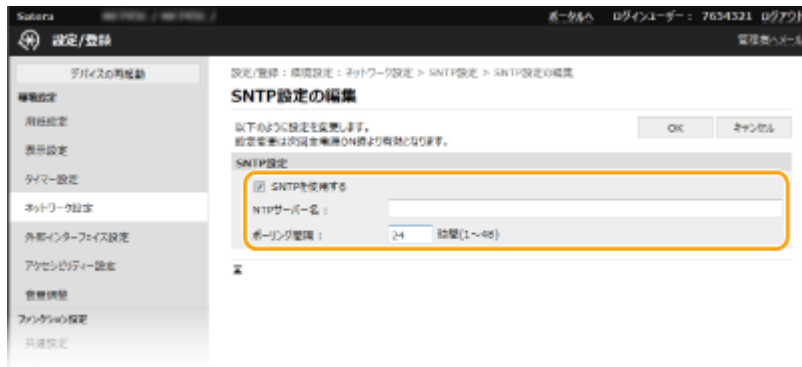 Satera
ポータルへ ログインユーザー： 7654321 ログアウト
設定/登録
管理者へメール
デバイスの再起動
環境設定
用紙設定
表示設定
タイマー設定
ネットワーク設定
外部インターフェイス設定
アクセシビリティー設定
音量調整
ファンクション設定
共通設定
設定/登録：環境設定：ネットワーク設定 > SNTP設定 > SNTP設定の編集
SNTP設定の編集
以下のように設定を変更します。
設定変更は次回主電源ON時より有効となります。
OK キャンセル
SNTP設定
SNTPを使用する
NTPサーバー名：
ポーリング間隔： 24 時間(1～48)